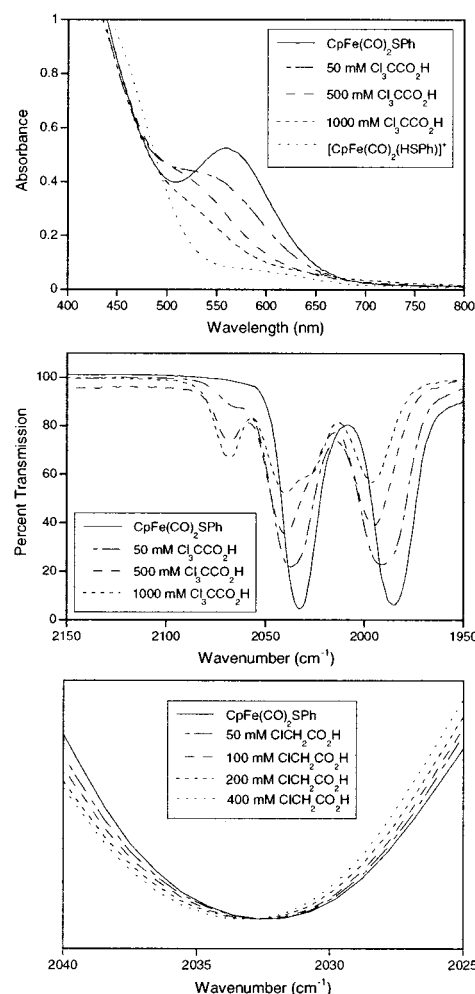 1
0.8
0.6
0.4
0.2
0
Absorbance
CpFe(CO)₂SPh
50 mM Cl₃CCO₂H
500 mM Cl₃CCO₂H
1000 mM Cl₃CCO₂H
[CpFe(CO)₂(HSPh)]⁺
400 450 500 550 600 650 700 750 800
Wavelength (nm)
100
80
60
40
20
0
Percent Transmission
CpFe(CO)₂SPh
50 mM Cl₃CCO₂H
500 mM Cl₃CCO₂H
1000 mM Cl₃CCO₂H
2150 2100 2050 2000 1950
Wavenumber (cm⁻¹)
CpFe(CO)₂SPh
50 mM ClCH₂CO₂H
100 mM ClCH₂CO₂H
200 mM ClCH₂CO₂H
400 mM ClCH₂CO₂H
2040 2035 2030 2025
Wavenumber (cm⁻¹)